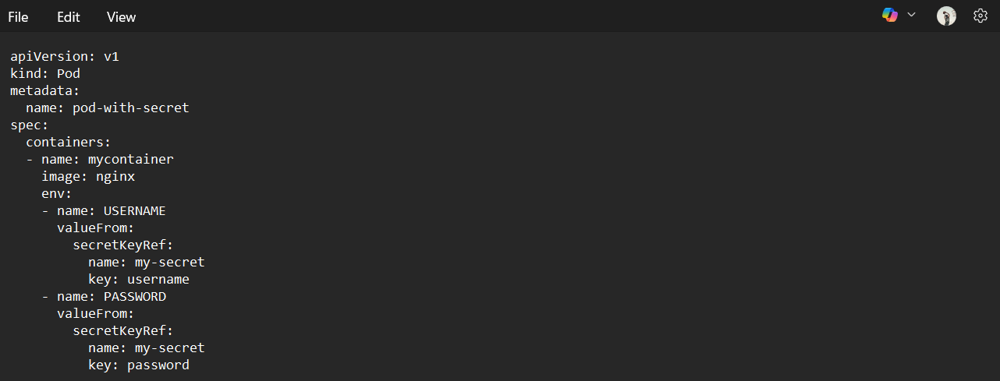 File Edit View
apiVersion: v1
kind: Pod
metadata:
  name: pod-with-secret
spec:
  containers:
  - name: mycontainer
    image: nginx
    env:
    - name: USERNAME
      valueFrom:
        secretKeyRef:
          name: my-secret
          key: username
    - name: PASSWORD
      valueFrom:
        secretKeyRef:
          name: my-secret
          key: password